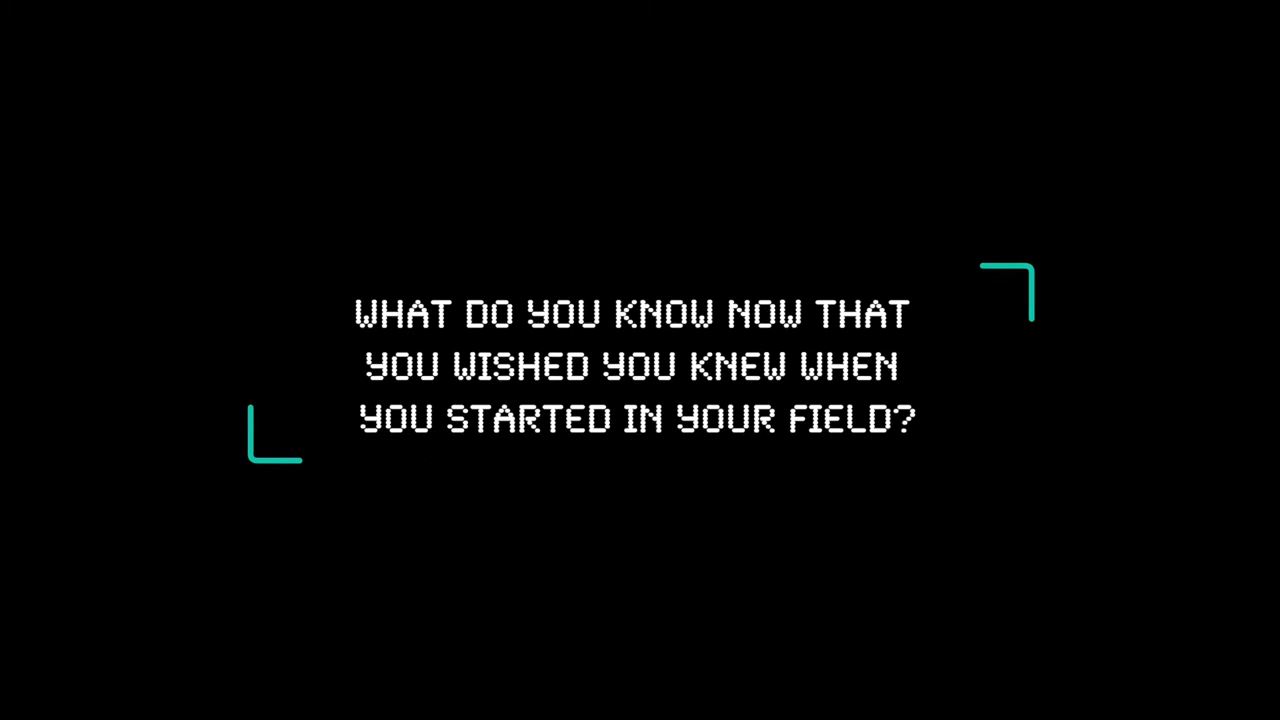 WHAT DO YOU KNOW NOW THAT
YOU WISHED YOU KNEW WHEN
YOU STARTED IN YOUR FIELD?